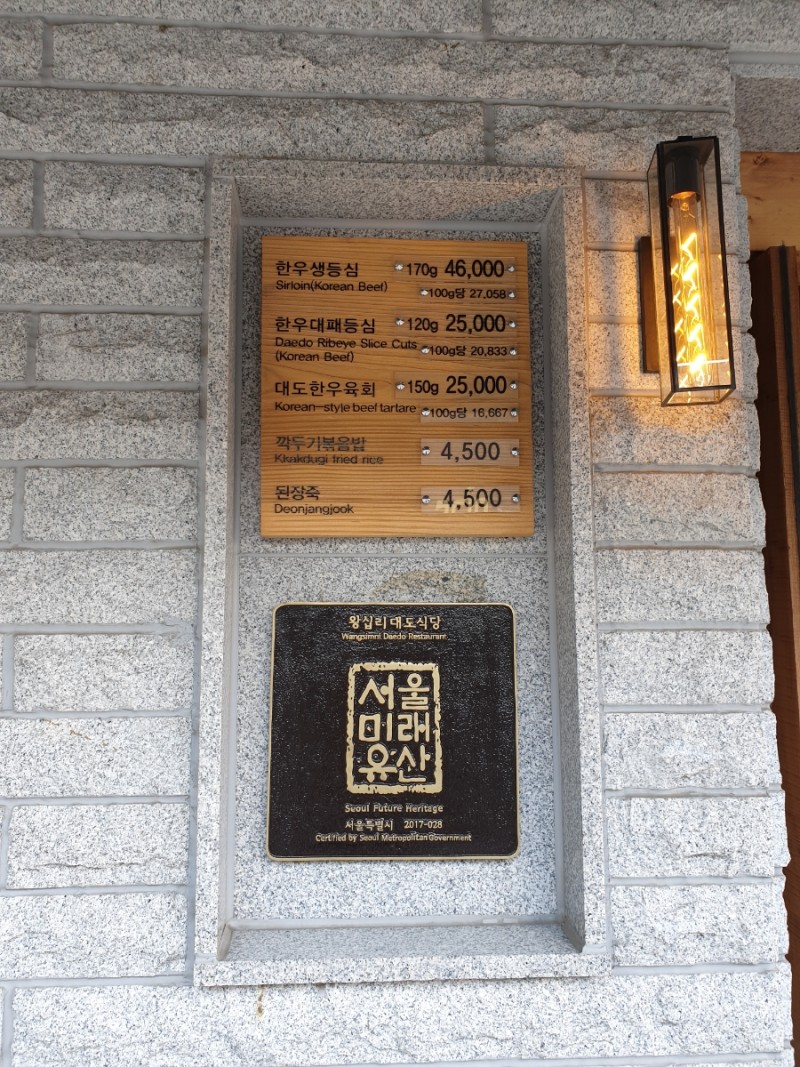 한우생등심 170g 46,000
Sirloin(Korean Beef) 100g당 27,058
한우대패등심 120g 25,000
Daedo Ribeye Slice Cuts 100g당 20,833
(Korean Beef)
대도한우육회 150g 25,000
Korean-style beef tartare 100g당 16,667
깍두기볶음밥 4,500
Kkakdugi fried rice
된장죽 4,500
Deonjangjook
왕십리 대도식당
Wangsimni Daedo Restaurant
서울
미래
유산
Seoul Future Heritage
서울특별시 2017-028
Certified by Seoul Metropolitan Government